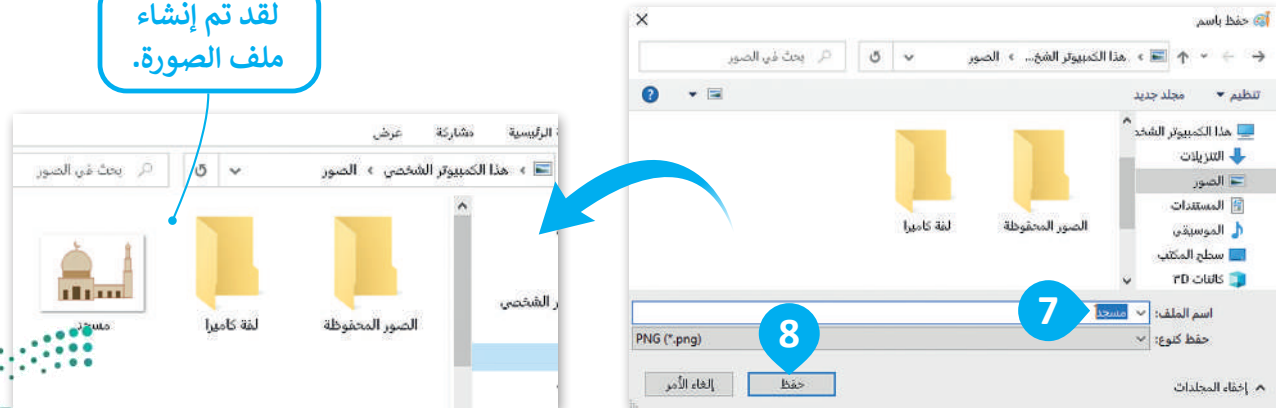 لقد تم إنشاء
ملف الصورة.
حفظ باسم
هذا الكمبيوتر الشخ... › الصور
بحث في الصور
تنظيم
مجلد جديد
هذا الكمبيوتر الشخص
التنزيلات
الصور
المستندات
الموسيقى
سطح المكتب
كائنات ٣D
الصور المحفوظة
لفة كاميرا
اسم الملف:
مسجد
7
حفظ كنوع:
PNG (*.png)
8
إخفاء المجلدات
حفظ
إلغاء الأمر
الرئيسية
مشاركة
عرض
هذا الكمبيوتر الشخصي › الصور
بحث في الصور
ر الشخصي
الصور المحفوظة
لفة كاميرا
مسجد